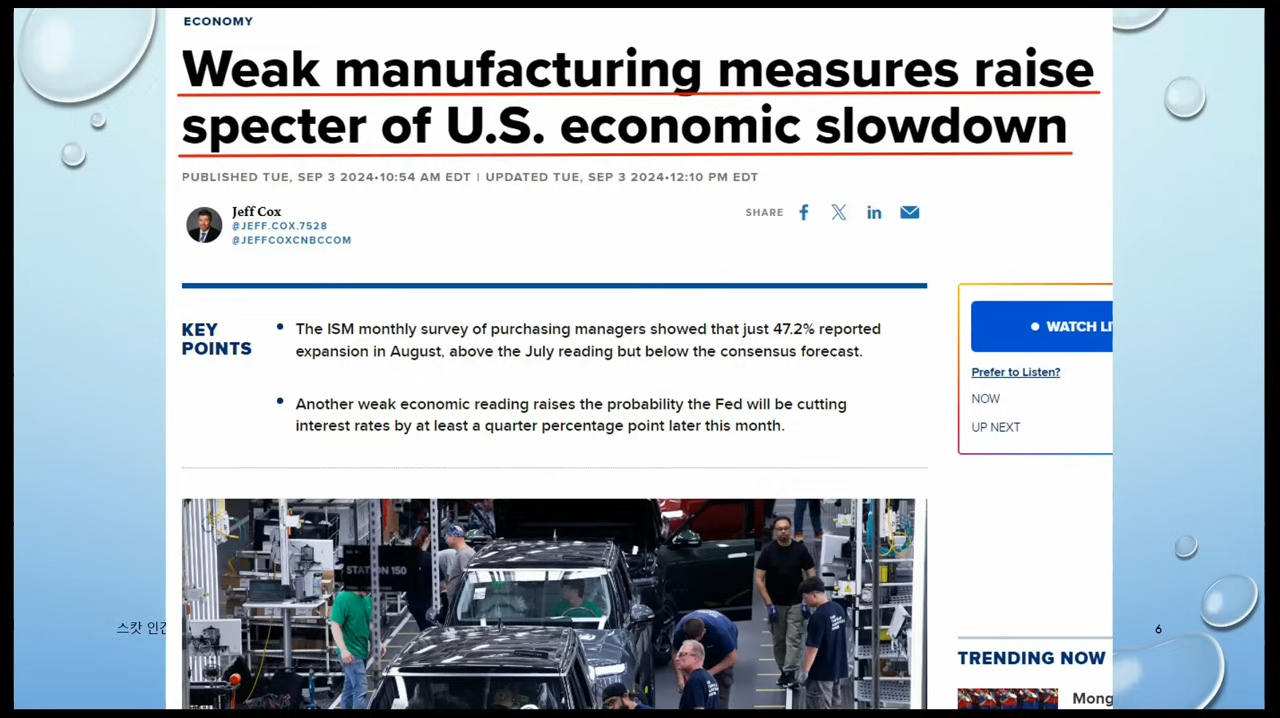 ECONOMY
Weak manufacturing measures raise
specter of U.S. economic slowdown
PUBLISHED TUE, SEP 3 2024•10:54 AM EDT | UPDATED TUE, SEP 3 2024•12:10 PM EDT
Jeff Cox
@JEFF.COX.7528
@JEFFCOXCNBCCOM
SHARE
KEY
POINTS
The ISM monthly survey of purchasing managers showed that just 47.2% reported
expansion in August, above the July reading but below the consensus forecast.
Another weak economic reading raises the probability the Fed will be cutting
interest rates by at least a quarter percentage point later this month.
WATCH LI
Prefer to Listen?
NOW
UP NEXT
STATION 150
스캇 인간
6
TRENDING NOW
Mong